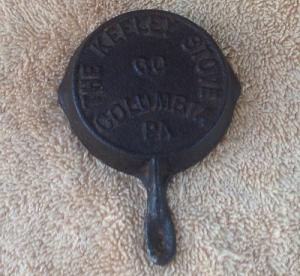 THE KEELEY STOVE
CO
COLUMBIA
PA